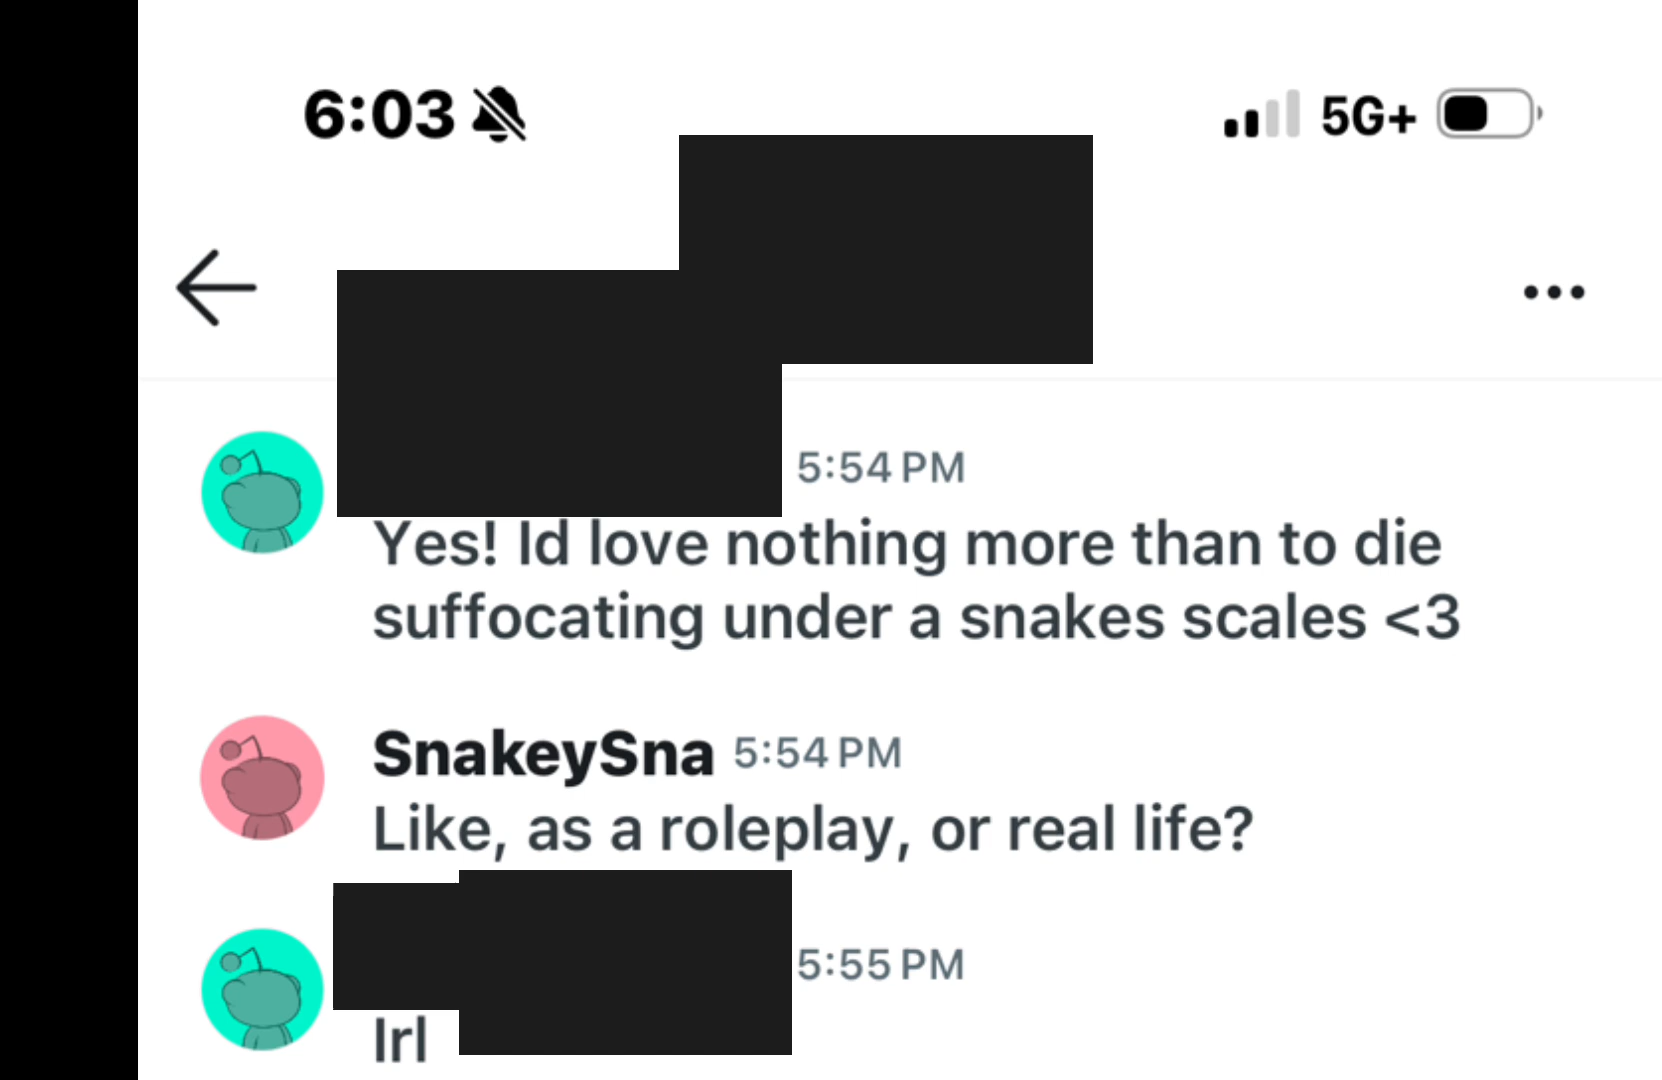 6:03
5G+
5:54 PM
Yes! Id love nothing more than to die
suffocating under a snakes scales <3
SnakeySna 5:54 PM
Like, as a roleplay, or real life?
5:55 PM
Irl